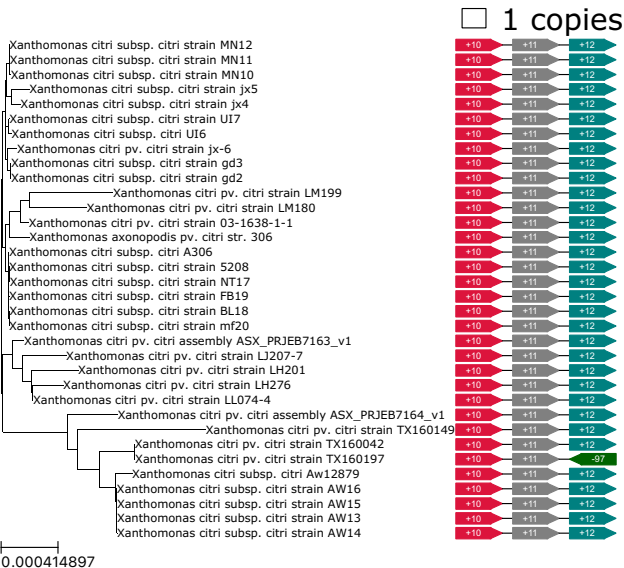 1 copies
Xanthomonas citri subsp. citri strain MN12 +10 +11 +12
Xanthomonas citri subsp. citri strain MN11 +10 +11 +12
Xanthomonas citri subsp. citri strain MN10 +10 +11 +12
Xanthomonas citri subsp. citri strain jx5 +10 +11 +12
Xanthomonas citri subsp. citri strain jx4 +10 +11 +12
Xanthomonas citri subsp. citri strain UI7 +10 +11 +12
Xanthomonas citri subsp. citri UI6 +10 +11 +12
Xanthomonas citri pv. citri strain jx-6 +10 +11 +12
Xanthomonas citri subsp. citri strain gd3 +10 +11 +12
Xanthomonas citri subsp. citri strain gd2 +10 +11 +12
Xanthomonas citri pv. citri strain LM199 +10 +11 +12
Xanthomonas citri pv. citri strain LM180 +10 +11 +12
Xanthomonas citri pv. citri strain 03-1638-1-1 +10 +11 +12
Xanthomonas axonopodis pv. citri str. 306 +10 +11 +12
Xanthomonas citri subsp. citri A306 +10 +11 +12
Xanthomonas citri subsp. citri strain 5208 +10 +11 +12
Xanthomonas citri subsp. citri strain NT17 +10 +11 +12
Xanthomonas citri subsp. citri strain FB19 +10 +11 +12
Xanthomonas citri subsp. citri strain BL18 +10 +11 +12
Xanthomonas citri subsp. citri strain mf20 +10 +11 +12
Xanthomonas citri pv. citri assembly ASX_PRJEB7163_v1 +10 +11 +12
Xanthomonas citri pv. citri strain LJ207-7 +10 +11 +12
Xanthomonas citri pv. citri strain LH201 +10 +11 +12
Xanthomonas citri pv. citri strain LH276 +10 +11 +12
Xanthomonas citri pv. citri strain LL074-4 +10 +11 +12
Xanthomonas citri pv. citri assembly ASX_PRJEB7164_v1 +10 +11 +12
Xanthomonas citri pv. citri strain TX160149 +10 +11 +12
Xanthomonas citri pv. citri strain TX160042 +10 +11 +12
Xanthomonas citri pv. citri strain TX160197 +10 +11 -97
Xanthomonas citri subsp. citri Aw12879 +10 +11 +12
Xanthomonas citri subsp. citri strain AW16 +10 +11 +12
Xanthomonas citri subsp. citri strain AW15 +10 +11 +12
Xanthomonas citri subsp. citri strain AW13 +10 +11 +12
Xanthomonas citri subsp. citri strain AW14 +10 +11 +12
0.000414897